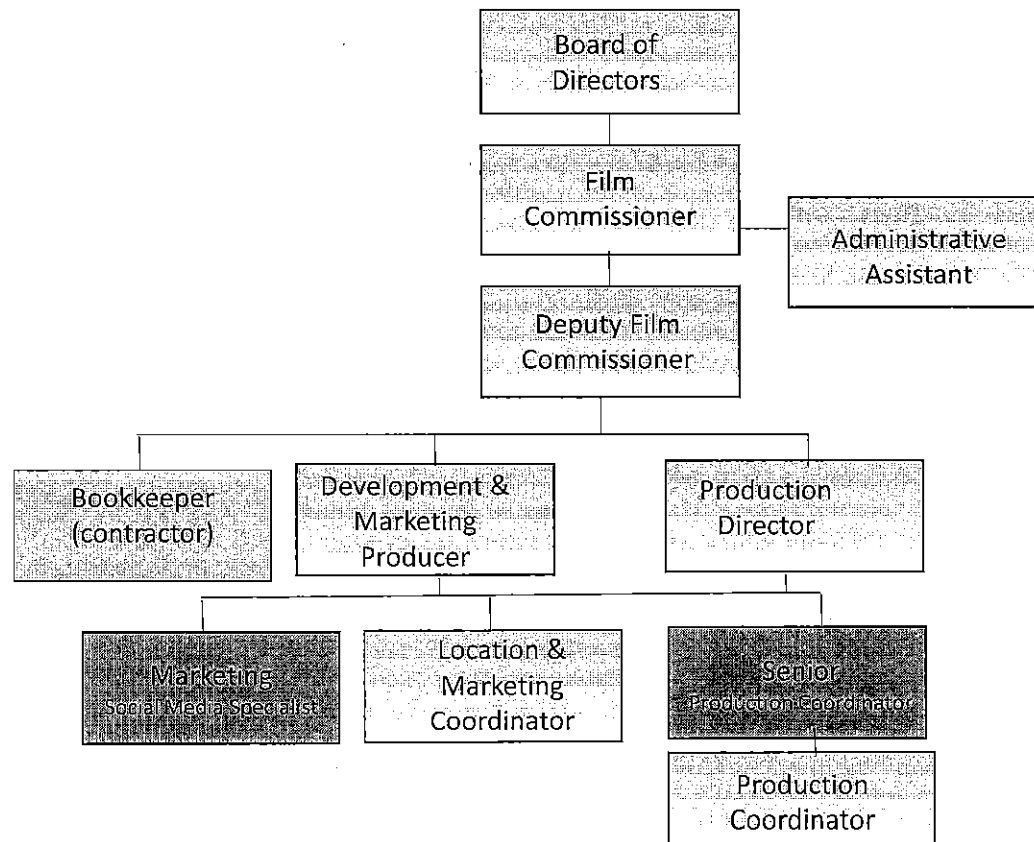 Board of
Directors
Film
Commissioner
Administrative
Assistant
Deputy Film
Commissioner
Bookkeeper
(contractor)
Development &
Marketing
Producer
Production
Director
Marketing
Social Media Specialist
Location &
Marketing
Coordinator
Senior
Production Coordinator
Production
Coordinator